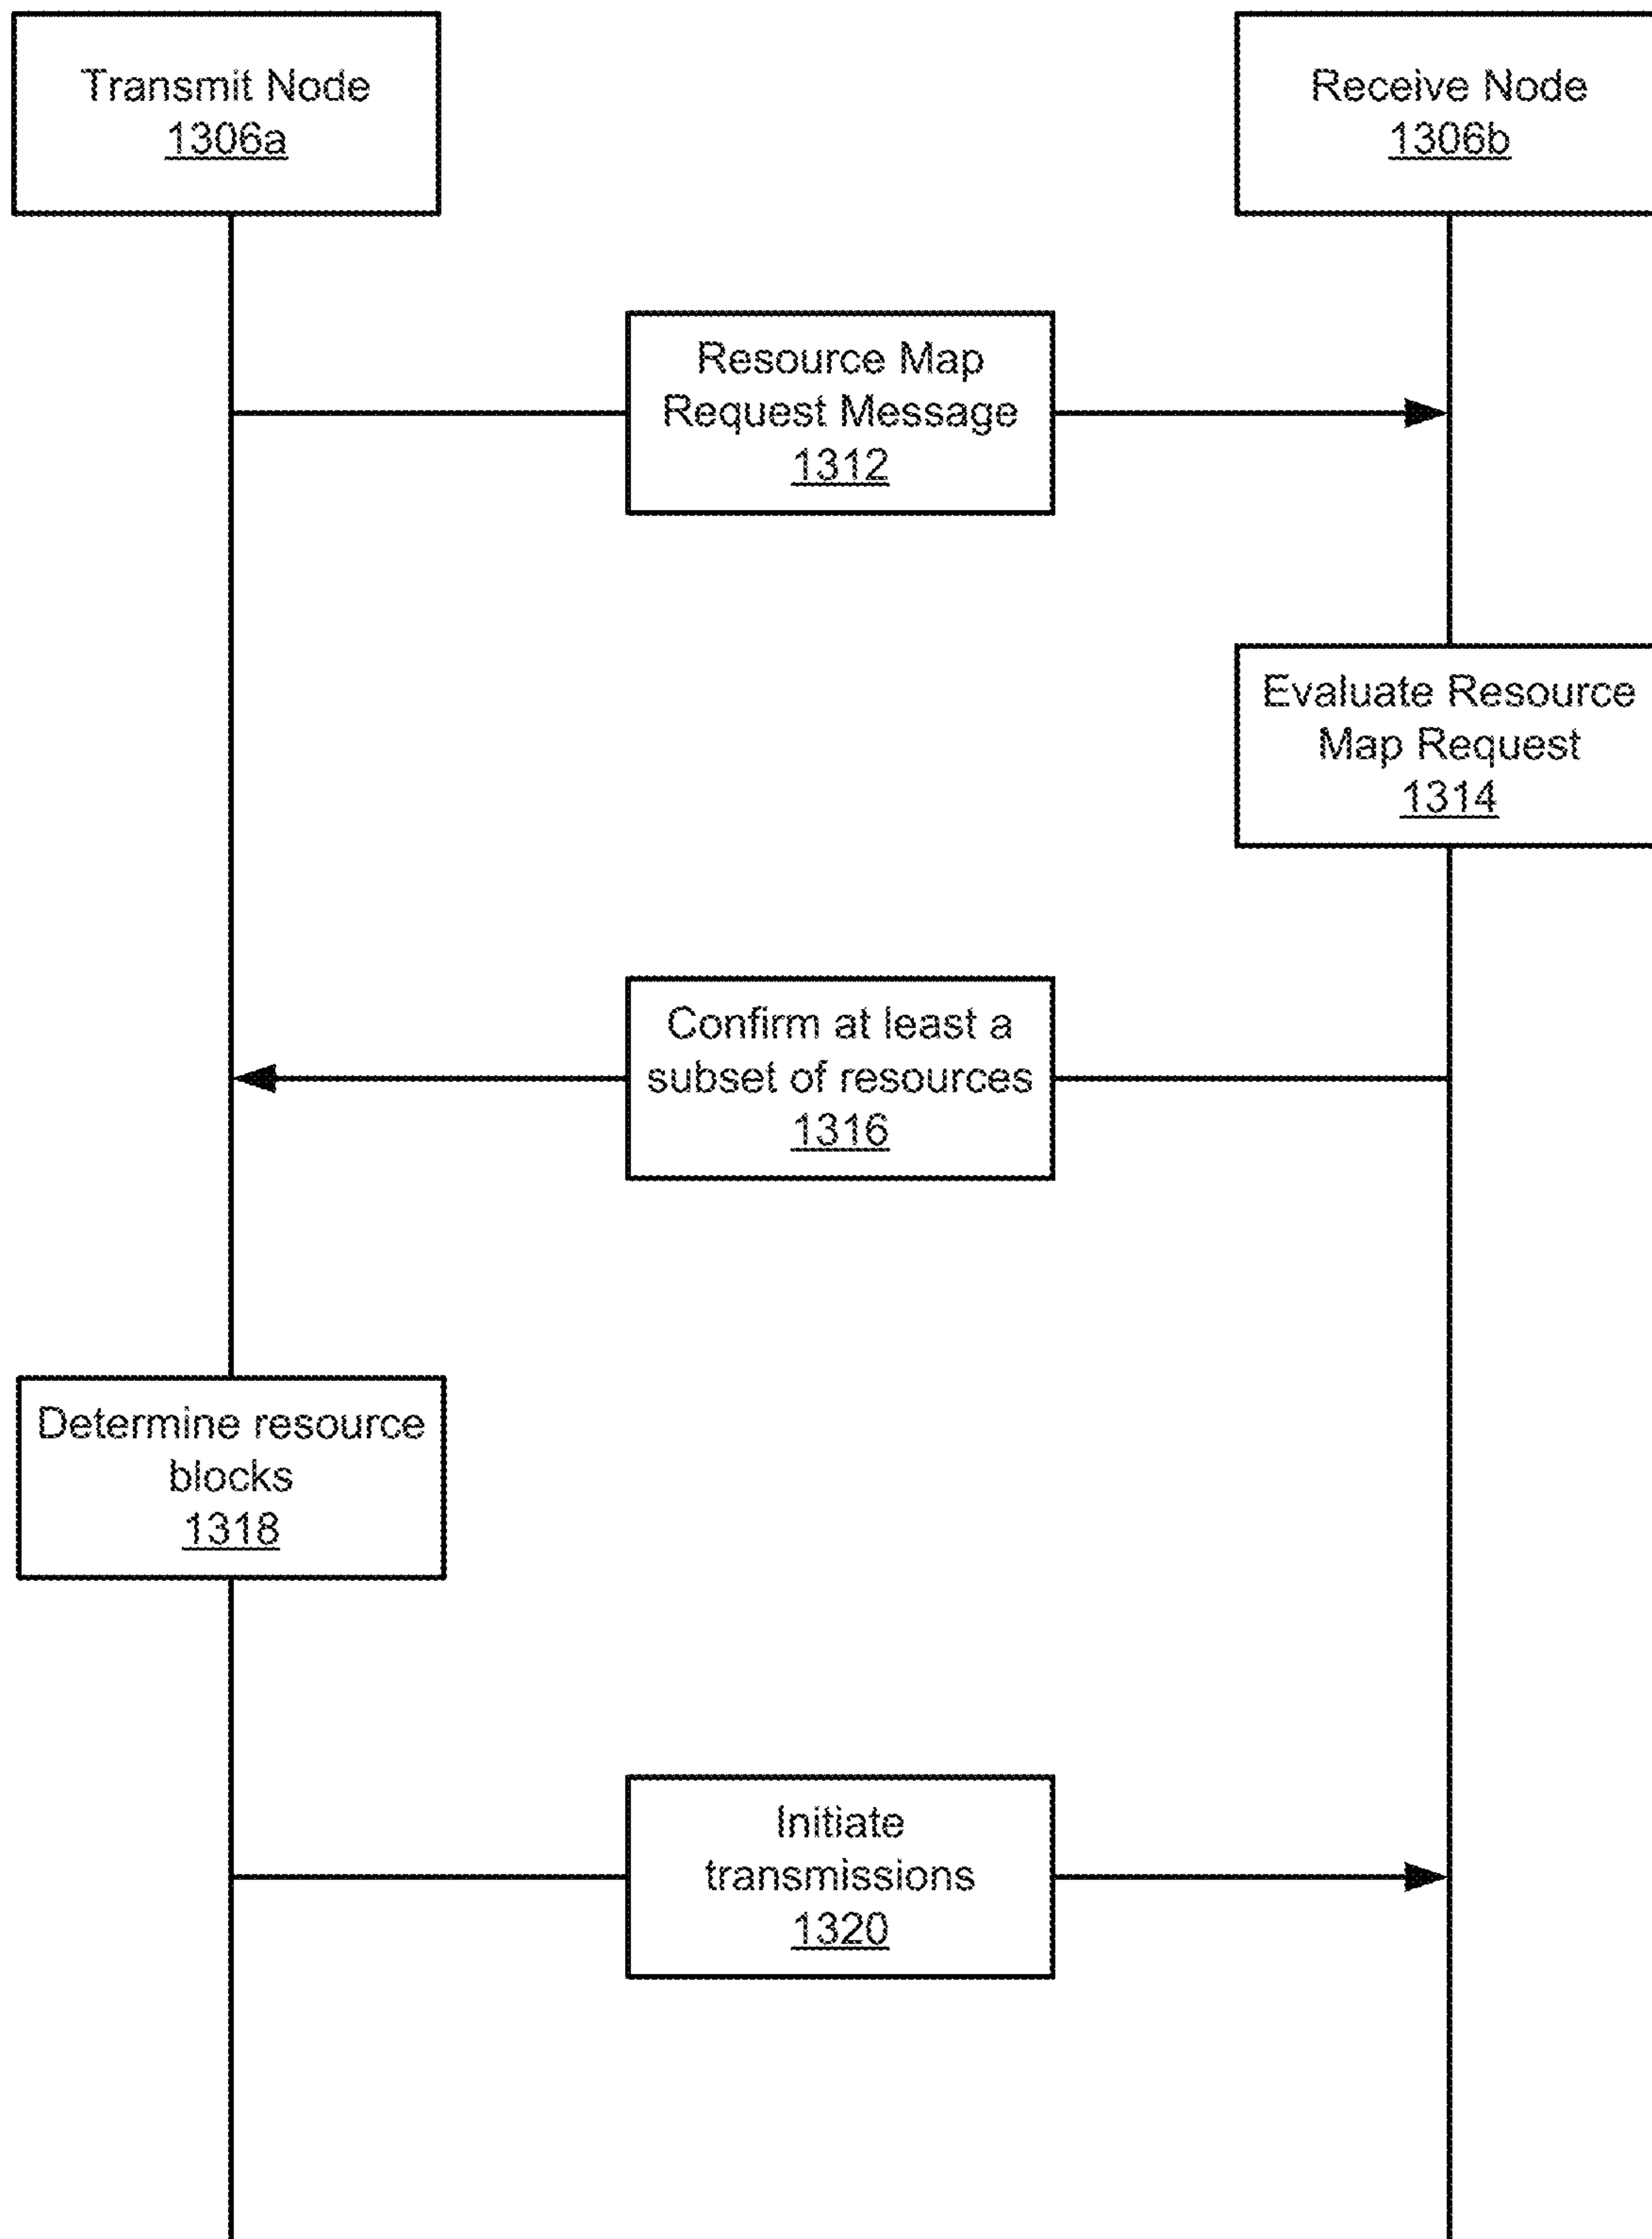 Transmit Node
1306a
Receive Node
1306b
Resource Map
Request Message
1312
Evaluate Resource
Map Request
1314
Confirm at least a
subset of resources
1316
Determine resource
blocks
1318
Initiate
transmissions
1320